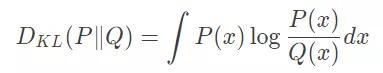 D_{KL}(P \| Q) = \int P(x) \log \frac{P(x)}{Q(x)} dx